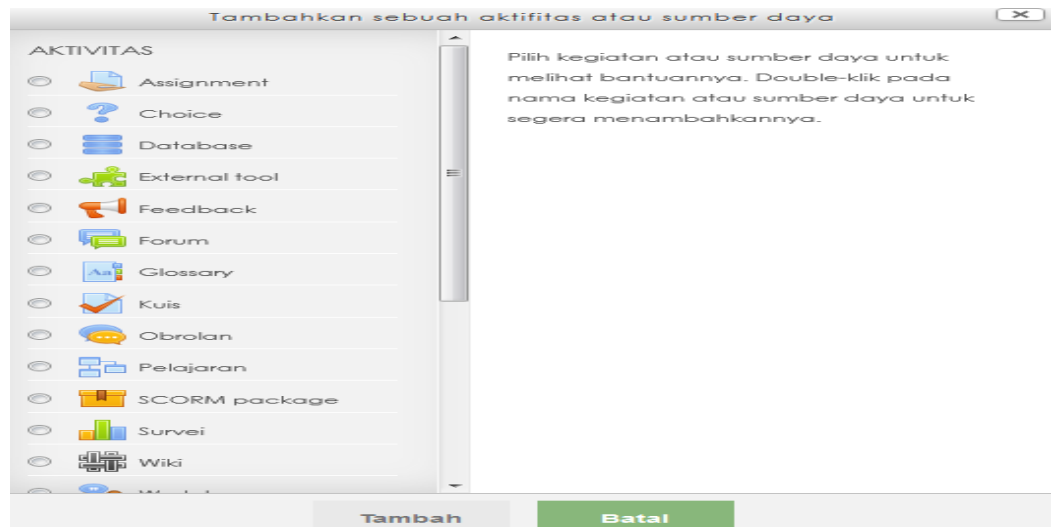 Tambahkan sebuah aktifitas atau sumber daya
AKTIVITAS
Assignment
Choice
Database
External tool
Feedback
Forum
Glossary
Kuis
Obrolan
Pelajaran
SCORM package
Survei
Wiki
Pilih kegiatan atau sumber daya untuk
melihat bantuannya. Double-klik pada
nama kegiatan atau sumber daya untuk
segera menambahkannya.
Tambah
Batal